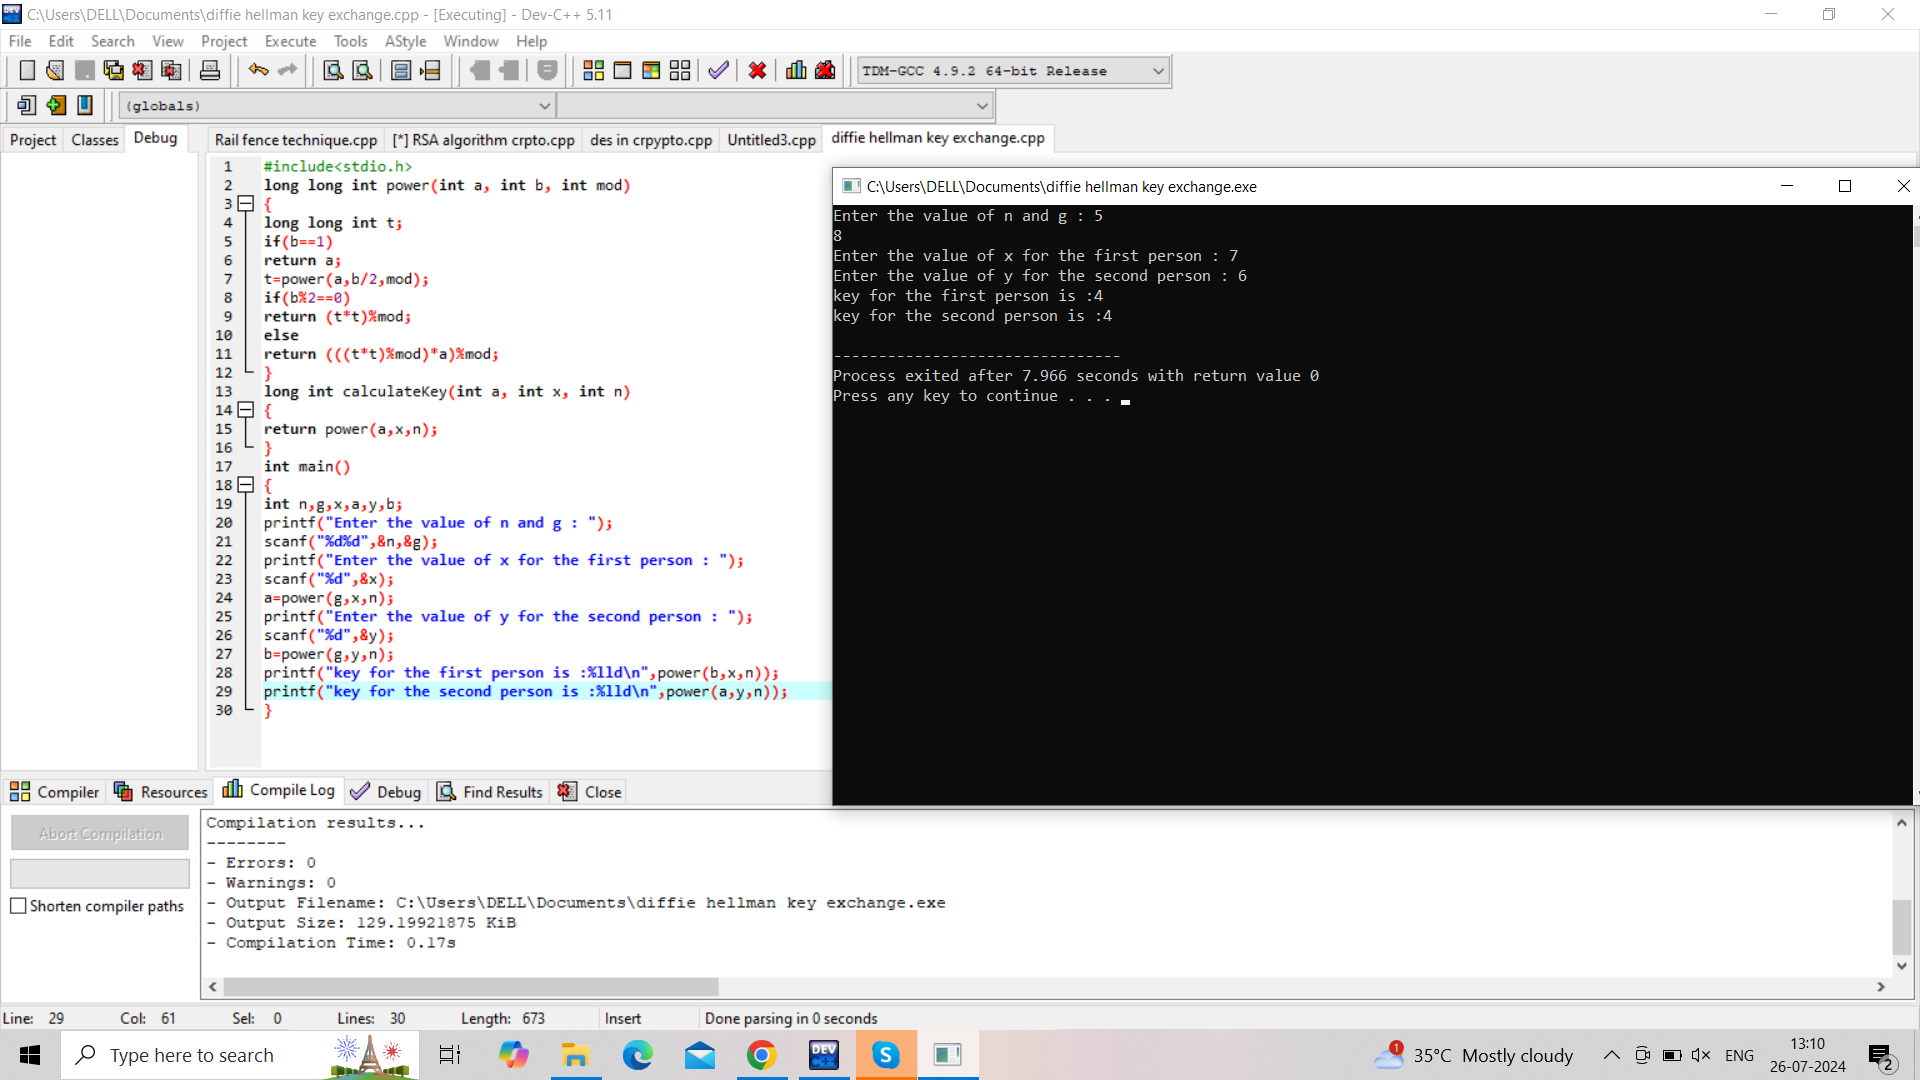 C:\Users\DELL\Documents\diffie hellman key exchange.cpp - [Executing] - Dev-C++ 5.11
File Edit Search View Project Execute Tools AStyle Window Help
TDM-GCC 4.9.2 64-bit Release
(globals)
Project Classes Debug
Rail fence technique.cpp [*] RSA algorithm crpto.cpp des in crpypto.cpp Untitled3.cpp diffie hellman key exchange.cpp
1 #include<stdio.h>
2 long long int power(int a, int b, int mod)
3 {
4 long long int t;
5 if(b==1)
6 return a;
7 t=power(a,b/2,mod);
8 if(b%2==0)
9 return (t*t)%mod;
10 else
11 return (((t*t)%mod)*a)%mod;
12 }
13 long int calculateKey(int a, int x, int n)
14 {
15 return power(a,x,n);
16 }
17 int main()
18 {
19 int n,g,x,a,y,b;
20 printf("Enter the value of n and g : ");
21 scanf("%d%d",&n,&g);
22 printf("Enter the value of x for the first person : ");
23 scanf("%d",&x);
24 a=power(g,x,n);
25 printf("Enter the value of y for the second person : ");
26 scanf("%d",&y);
27 b=power(g,y,n);
28 printf("key for the first person is :%lld\n",power(b,x,n));
29 printf("key for the second person is :%lld\n",power(a,y,n));
30 }
C:\Users\DELL\Documents\diffie hellman key exchange.exe
Enter the value of n and g : 5
8
Enter the value of x for the first person : 7
Enter the value of y for the second person : 6
key for the first person is :4
key for the second person is :4
--------------------------------
Process exited after 7.966 seconds with return value 0
Press any key to continue . . .
Compiler Resources Compile Log Debug Find Results Close
Abort Compilation
Shorten compiler paths
Compilation results...
--------
- Errors: 0
- Warnings: 0
- Output Filename: C:\Users\DELL\Documents\diffie hellman key exchange.exe
- Output Size: 129.19921875 KiB
- Compilation Time: 0.17s
Line: 29 Col: 61 Sel: 0 Lines: 30 Length: 673 Insert Done parsing in 0 seconds
Type here to search
DEV C++
S
1
35°C Mostly cloudy
ENG
13:10
26-07-2024
2